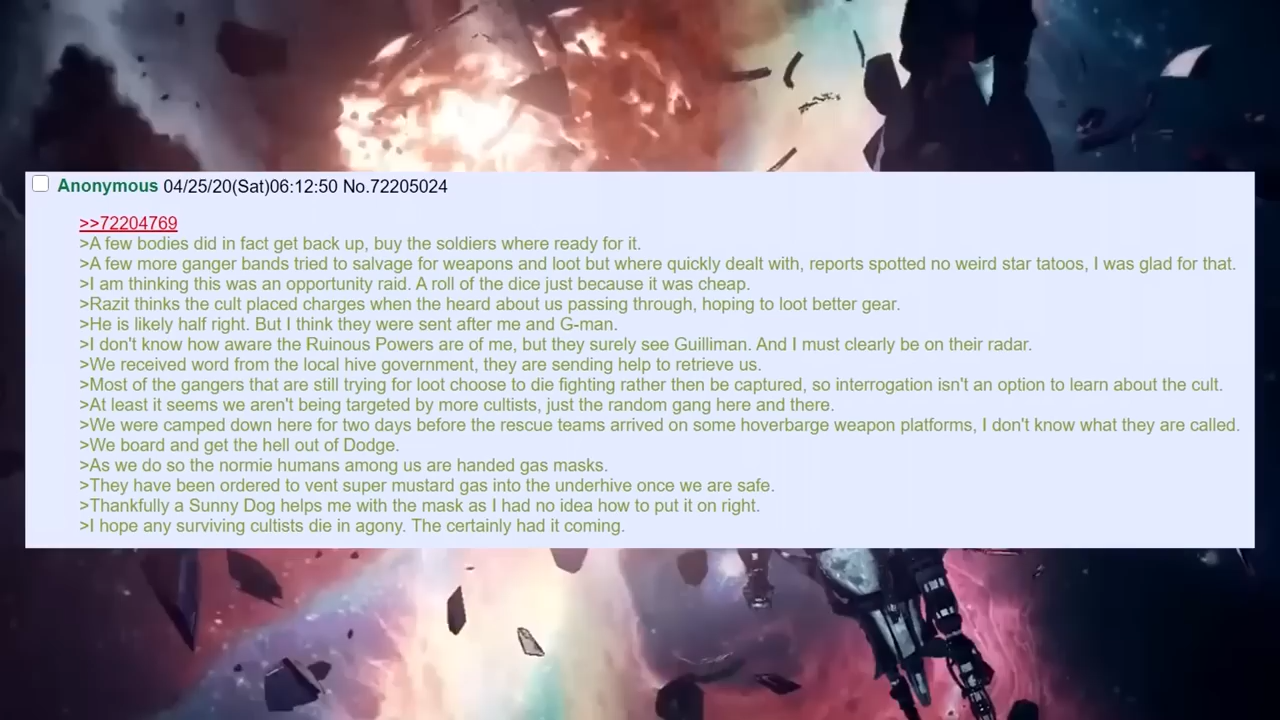 Anonymous 04/25/20(Sat)06:12:50 No.72205024
>>72204769
>A few bodies did in fact get back up, buy the soldiers where ready for it.
>A few more ganger bands tried to salvage for weapons and loot but where quickly dealt with, reports spotted no weird star tatoos, I was glad for that.
>I am thinking this was an opportunity raid. A roll of the dice just because it was cheap.
>Razit thinks the cult placed charges when the heard about us passing through, hoping to loot better gear.
>He is likely half right. But I think they were sent after me and G-man.
>I don't know how aware the Ruinous Powers are of me, but they surely see Guilliman. And I must clearly be on their radar.
>We received word from the local hive government, they are sending help to retrieve us.
>Most of the gangers that are still trying for loot choose to die fighting rather then be captured, so interrogation isn't an option to learn about the cult.
>At least it seems we aren't being targeted by more cultists, just the random gang here and there.
>We were camped down here for two days before the rescue teams arrived on some hoverbarge weapon platforms, I don't know what they are called.
>We board and get the hell out of Dodge.
>As we do so the normie humans among us are handed gas masks.
>They have been ordered to vent super mustard gas into the underhive once we are safe.
>Thankfully a Sunny Dog helps me with the mask as I had no idea how to put it on right.
>I hope any surviving cultists die in agony. The certainly had it coming.